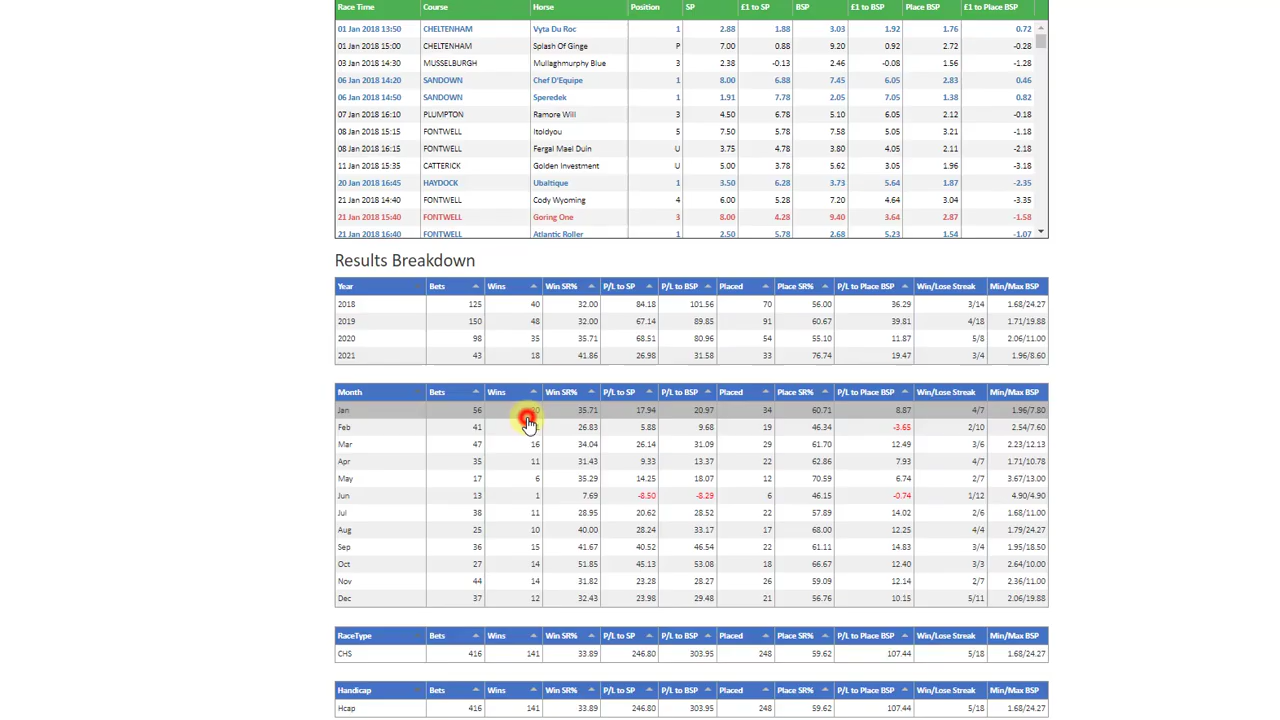 Race Time Course Horse Position SP £1 to SP BSP £1 to BSP Place BSP £1 to Place BSP
01 Jan 2018 13:50 CHELTENHAM Vyta Du Roc 1 2.88 1.88 3.03 1.92 1.76 0.72
01 Jan 2018 15:00 CHELTENHAM Splash Of Ginge P 7.00 0.88 9.20 0.92 2.72 -0.28
03 Jan 2018 14:30 MUSSELBURGH Mullaghmurphy Blue 3 2.38 -0.13 2.46 -0.08 1.56 -1.28
06 Jan 2018 14:20 SANDOWN Chef D'Equipe 1 8.00 6.88 7.45 6.05 2.83 0.46
06 Jan 2018 14:50 SANDOWN Speredek 1 1.91 7.78 2.05 7.05 1.38 0.82
07 Jan 2018 16:10 PLUMPTON Ramore Will 3 4.50 6.78 5.10 6.05 2.12 -0.18
08 Jan 2018 15:15 FONTWELL Itoldyou 5 7.50 5.78 7.58 5.05 3.21 -1.18
08 Jan 2018 16:15 FONTWELL Fergal Mael Duin U 3.75 4.78 3.80 4.05 2.11 -2.18
11 Jan 2018 15:35 CATTERICK Golden Investment U 5.00 3.78 5.62 3.05 1.96 -3.18
20 Jan 2018 16:45 HAYDOCK Ubaltique 1 3.50 6.28 3.73 5.64 1.87 -2.35
21 Jan 2018 14:40 FONTWELL Cody Wyoming 4 6.00 5.28 7.20 4.64 3.04 -3.35
21 Jan 2018 15:40 FONTWELL Goring One 3 8.00 4.28 9.40 3.64 2.87 -1.58
21 Jan 2018 16:40 FONTWELL Atlantic Roller 1 2.50 5.78 2.68 5.23 1.54 -1.07
Results Breakdown
Year Bets Wins Win SR% P/L to SP P/L to BSP Placed Place SR% P/L to Place BSP Win/Lose Streak Min/Max BSP
2018 125 40 32.00 84.18 101.56 70 56.00 36.29 3/14 1.68/24.27
2019 150 48 32.00 67.14 89.85 91 60.67 39.81 4/18 1.71/19.88
2020 98 35 35.71 68.51 80.96 54 55.10 11.87 5/8 2.06/11.00
2021 43 18 41.86 26.98 31.58 33 76.74 19.47 3/4 1.96/8.60
Month Bets Wins Win SR% P/L to SP P/L to BSP Placed Place SR% P/L to Place BSP Win/Lose Streak Min/Max BSP
Jan 56 35.71 17.94 20.97 34 60.71 8.87 4/7 1.96/7.80
Feb 41 26.83 5.88 9.68 19 46.34 -3.65 2/10 2.54/7.60
Mar 47 16 34.04 26.14 31.09 29 61.70 12.49 3/6 2.23/12.13
Apr 35 11 31.43 9.33 13.37 22 62.86 7.93 4/7 1.71/10.78
May 17 6 35.29 14.25 18.07 12 70.59 6.74 2/7 3.67/13.00
Jun 13 1 7.69 -8.50 -8.29 6 46.15 -0.74 1/12 4.90/4.90
Jul 38 11 28.95 20.62 28.52 22 57.89 14.02 2/6 1.68/11.00
Aug 25 10 40.00 28.24 33.17 17 68.00 12.25 4/4 1.79/24.27
Sep 36 15 41.67 40.52 46.54 22 61.11 14.83 3/4 1.95/18.50
Oct 27 14 51.85 45.13 53.08 18 66.67 12.40 3/3 2.64/10.00
Nov 44 14 31.82 23.28 28.27 26 59.09 12.14 2/7 2.36/11.00
Dec 37 12 32.43 23.98 29.48 21 56.76 10.15 5/11 2.06/19.88
RaceType Bets Wins Win SR% P/L to SP P/L to BSP Placed Place SR% P/L to Place BSP Win/Lose Streak Min/Max BSP
CHS 416 141 33.89 246.80 303.95 248 59.62 107.44 5/18 1.68/24.27
Handicap Bets Wins Win SR% P/L to SP P/L to BSP Placed Place SR% P/L to Place BSP Win/Lose Streak Min/Max BSP
Hcap 416 141 33.89 246.80 303.95 248 59.62 107.44 5/18 1.68/24.27